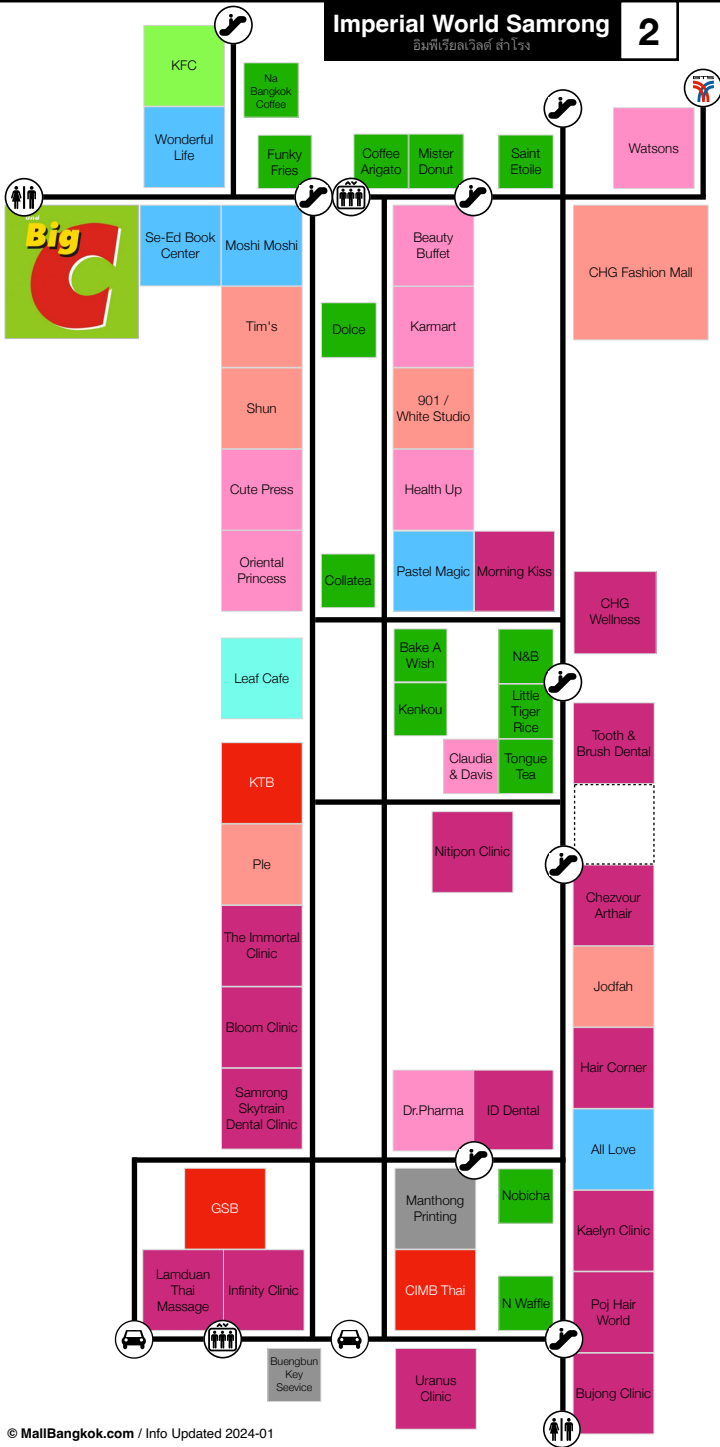 Imperial World Samrong
อิมพีเรียลเวิลด์ สำโรง
2
KFC
Na
Bangkok
Coffee
BTS
Wonderful
Life
Funky
Fries
Coffee
Arigato
Mister
Donut
Saint
Etoile
Watsons
Big
C
Se-Ed Book
Center
Moshi Moshi
Beauty
Buffet
CHG Fashion Mall
Tim's
Dolce
Karmart
Shun
901 /
White Studio
Cute Press
Health Up
Oriental
Princess
Collatea
Pastel Magic
Morning Kiss
CHG
Wellness
Leaf Cafe
Bake A
Wish
N&B
Kenkou
Little
Tiger
Rice
Tooth &
Brush Dental
KTB
Claudia
& Davis
Tongue
Tea
Ple
Nitipon Clinic
Chezvour
Arthair
The Immortal
Clinic
Jodfah
Bloom Clinic
Hair Corner
Samrong
Skytrain
Dental Clinic
Dr.Pharma
ID Dental
All Love
GSB
Manthong
Printing
Nobicha
Kaelyn Clinic
Lamduan
Thai
Massage
Infinity Clinic
CIMB Thai
N Waffle
Poj Hair
World
Buengbun
Key
Seevice
Uranus
Clinic
Bujong Clinic
© MallBangkok.com / Info Updated 2024-01